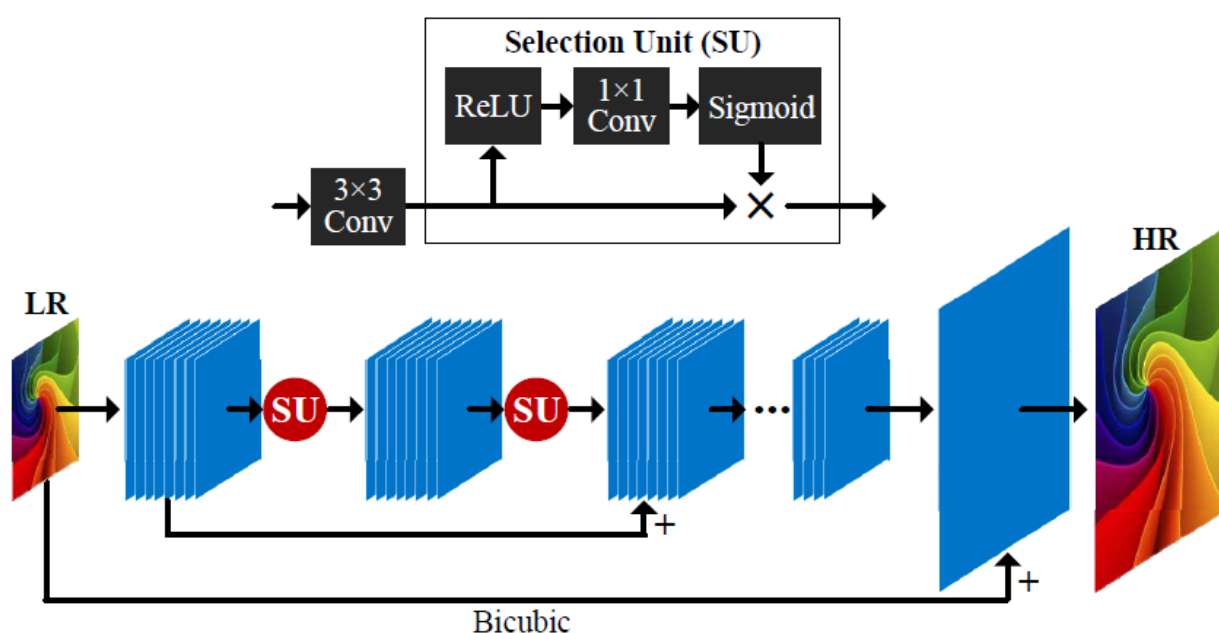 Selection Unit (SU)
ReLU
1×1
Conv
Sigmoid
3×3
Conv
×
LR
HR
SU
SU
...
+
+
Bicubic